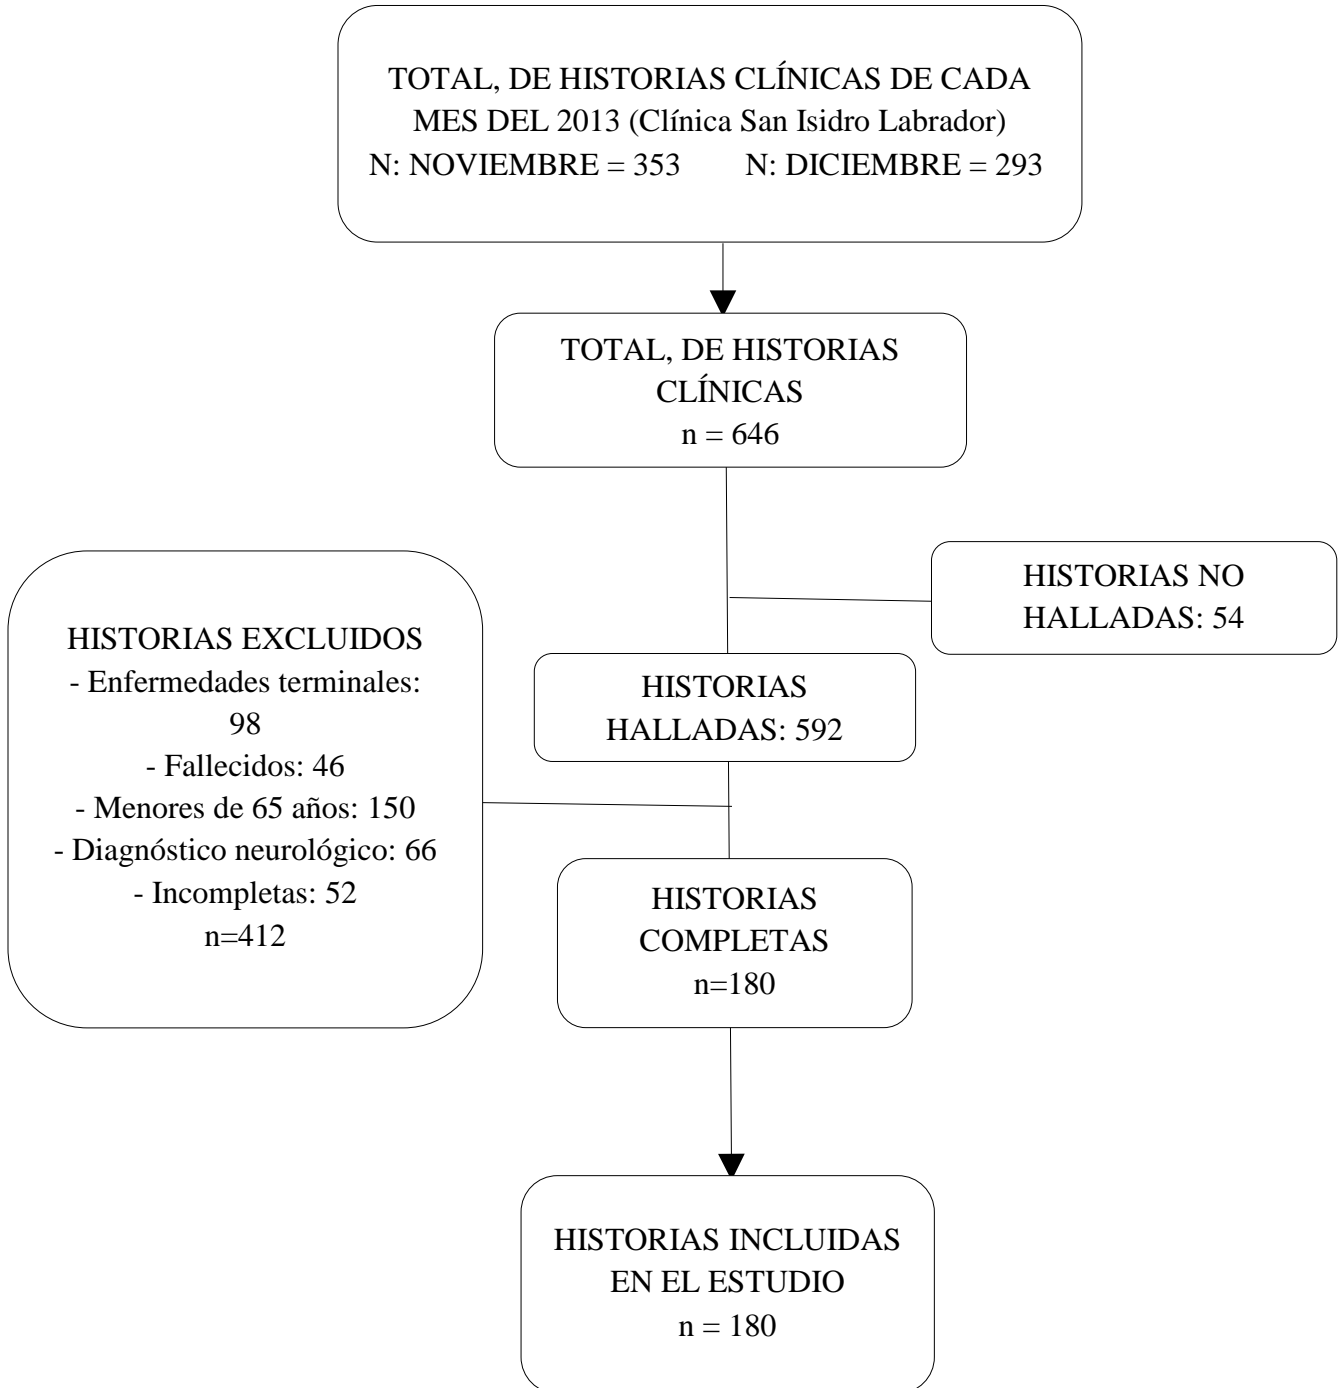 TOTAL, DE HISTORIAS CLÍNICAS DE CADA
MES DEL 2013 (Clínica San Isidro Labrador)
N: NOVIEMBRE = 353 N: DICIEMBRE = 293
TOTAL, DE HISTORIAS
CLÍNICAS
n = 646
HISTORIAS NO
HALLADAS: 54
HISTORIAS EXCLUIDOS
- Enfermedades terminales:
98
- Fallecidos: 46
- Menores de 65 años: 150
- Diagnóstico neurológico: 66
- Incompletas: 52
n=412
HISTORIAS
HALLADAS: 592
HISTORIAS
COMPLETAS
n=180
HISTORIAS INCLUIDAS
EN EL ESTUDIO
n = 180